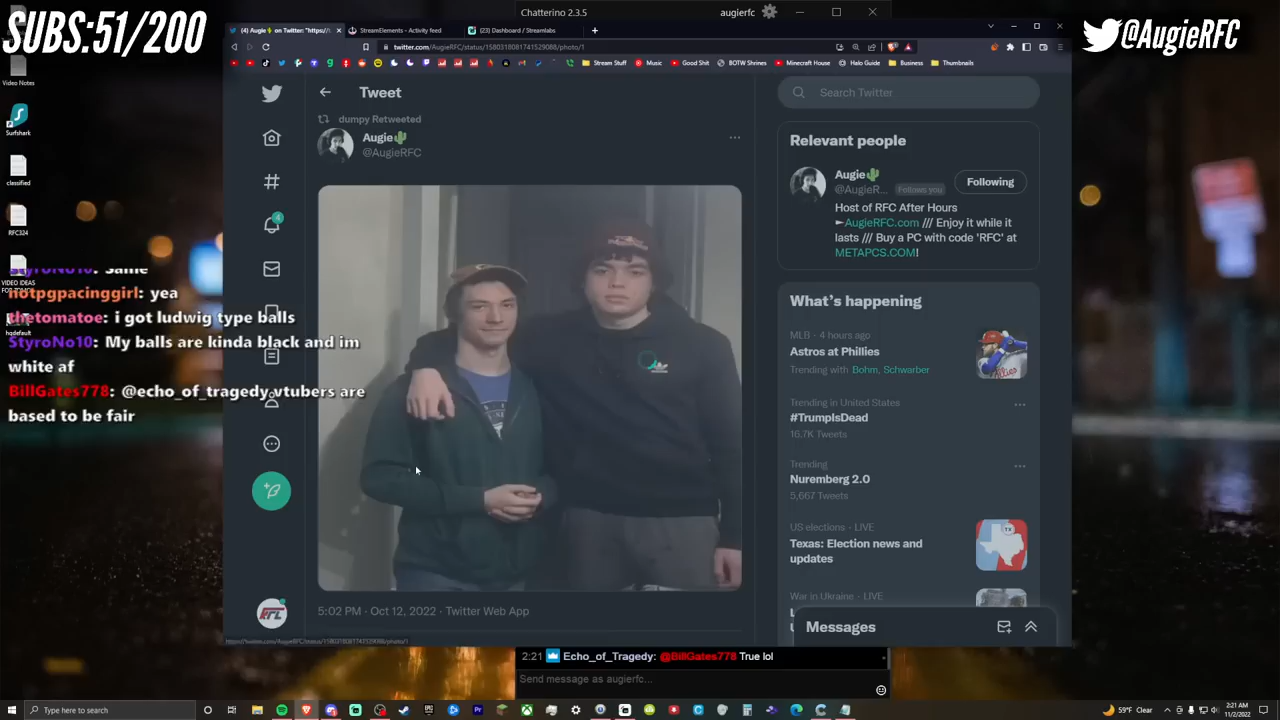 SUBS:51/200
@AugieRFC
Chatterino 2.3.5
augierfc
(4) Augie🌵 on Twitter: "https://
StreamElements - Activity feed
(23) Dashboard / Streamlabs
twitter.com/AugieRFC/status/1580318081741529088/photo/1
Stream Stuff
Music
Good Shit
BOTW Shrines
Minecraft House
Halo Guide
Business
Thumbnails
Video Notes
Surfshark
classified
RFC324
VIDEO IDEAS
hqdefault
Tweet
dumpy Retweeted
Augie🌵
@AugieRFC
Search Twitter
Relevant people
Augie🌵
@AugieR... Follows you
Following
Host of RFC After Hours
AugieRFC.com /// Enjoy it while it
lasts /// Buy a PC with code 'RFC' at
METAPCS.COM!
What's happening
MLB · 4 hours ago
Astros at Phillies
Trending with Bohm, Schwarber
Trending in United States
#TrumpIsDead
16.7K Tweets
Trending
Nuremberg 2.0
5,667 Tweets
US elections · LIVE
Texas: Election news and
updates
War in Ukraine · LIVE
Messages
StyroNo10: Same
notpgpacinggirl: yea
thetomatoe: i got ludwig type balls
StyroNo10: My balls are kinda black and im
white af
BillGates778: @echo_of_tragedy vtubers are
based to be fair
4
RFC
5:02 PM · Oct 12, 2022 · Twitter Web App
https://twitter.com/AugieRFC/status/1580318081741529088/photo/1
2:21 Echo_of_Tragedy: @BillGates778 True lol
Send message as augierfc...
Type here to search
59°F Clear
2:21 AM
11/2/2022